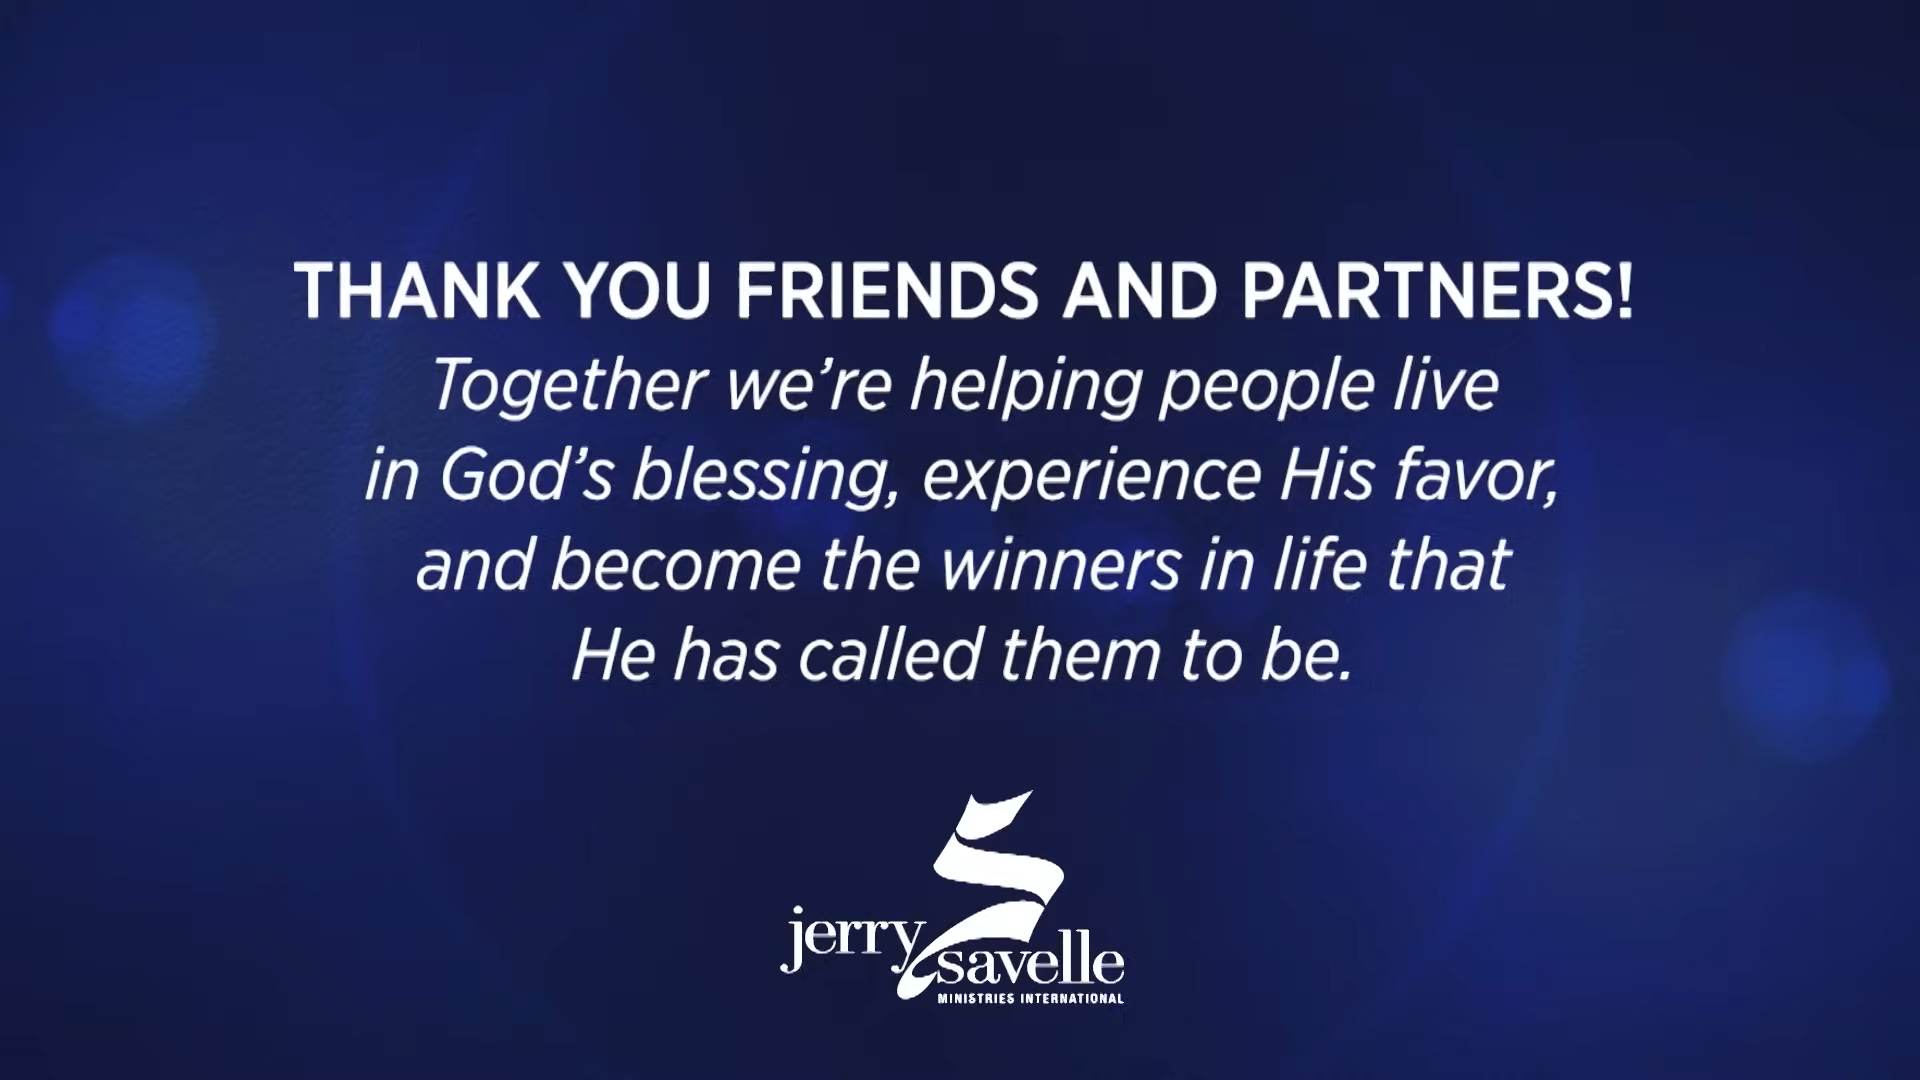 THANK YOU FRIENDS AND PARTNERS!
Together we’re helping people live
in God’s blessing, experience His favor,
and become the winners in life that
He has called them to be.
jerry
savelle
MINISTRIES INTERNATIONAL